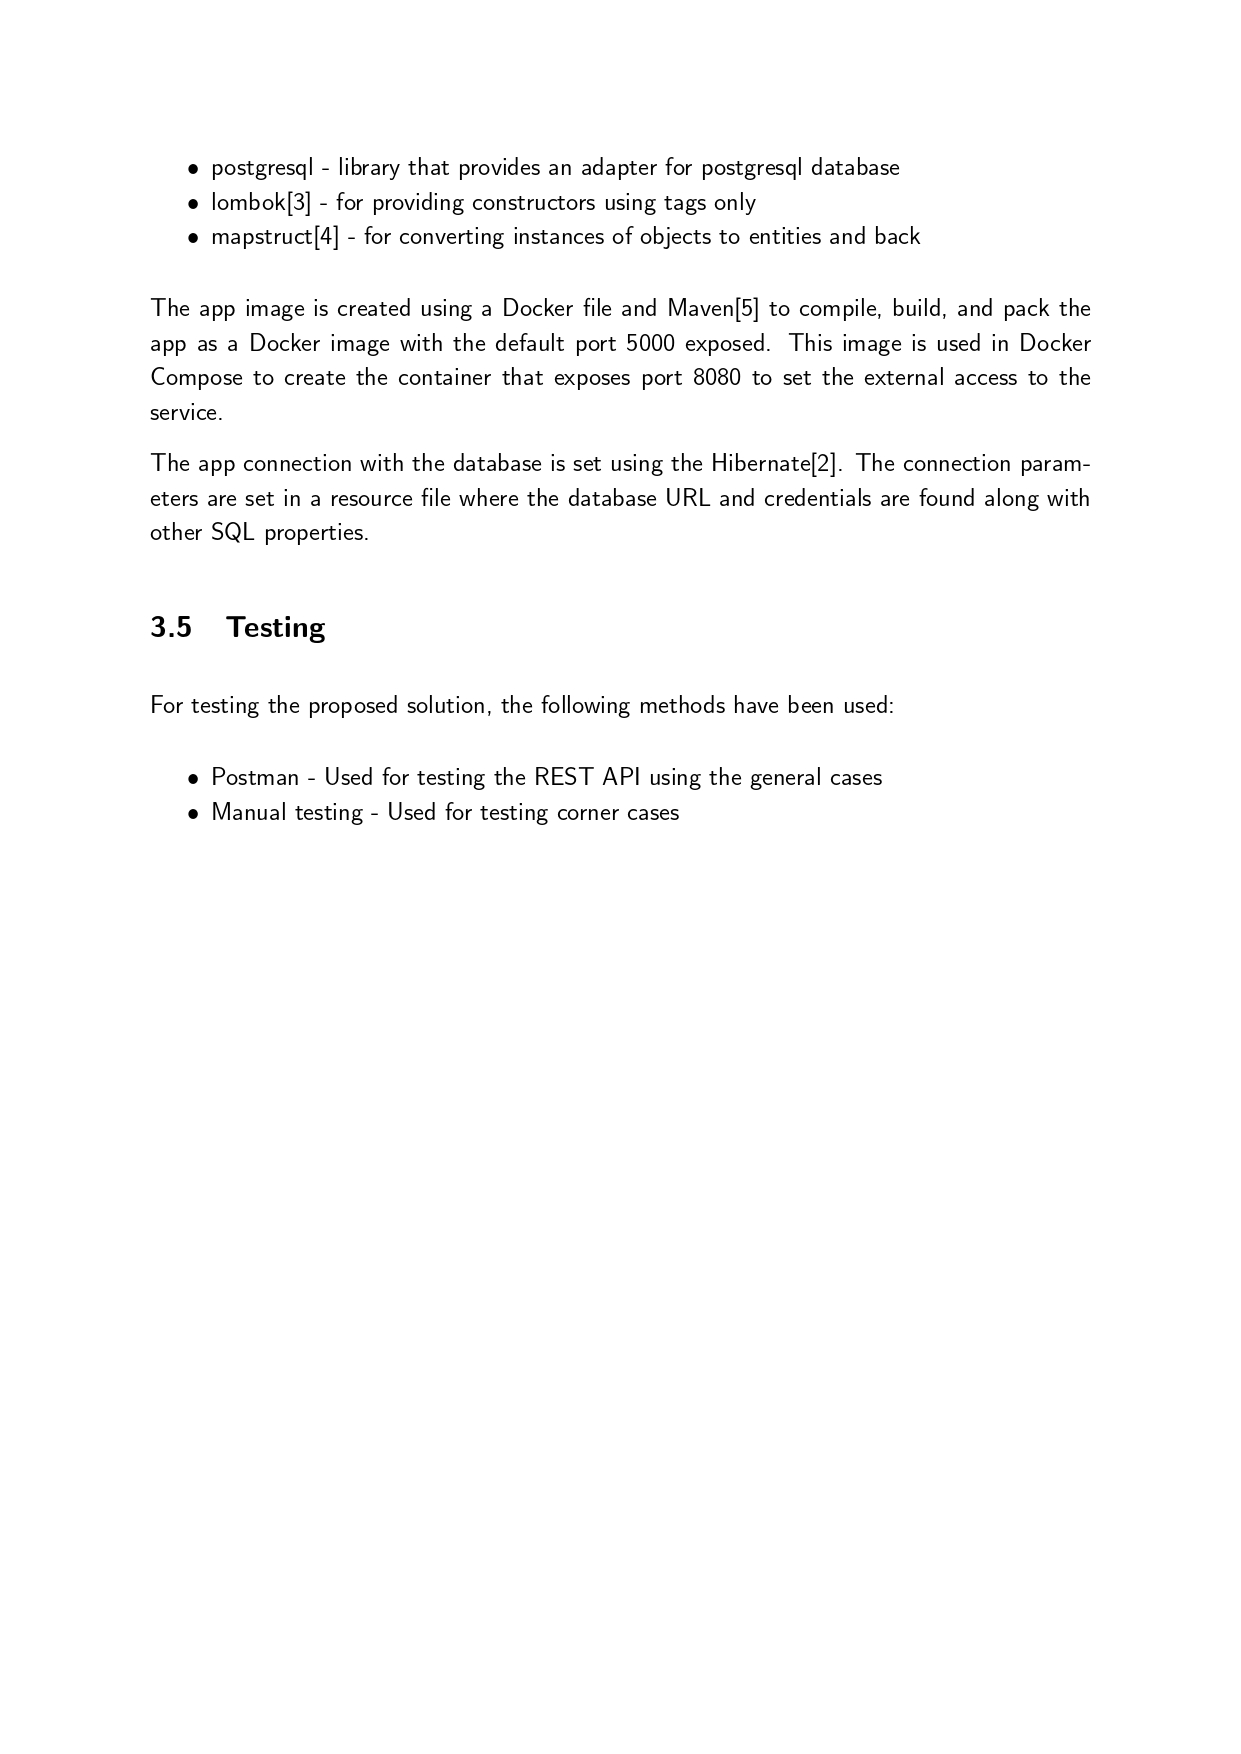 • postgresql - library that provides an adapter for postgresql database
• lombok[3] - for providing constructors using tags only
• mapstruct[4] - for converting instances of objects to entities and back
The app image is created using a Docker file and Maven[5] to compile, build, and pack the
app as a Docker image with the default port 5000 exposed. This image is used in Docker
Compose to create the container that exposes port 8080 to set the external access to the
service.
The app connection with the database is set using the Hibernate[2]. The connection param-
eters are set in a resource file where the database URL and credentials are found along with
other SQL properties.
3.5 Testing
For testing the proposed solution, the following methods have been used:
• Postman - Used for testing the REST API using the general cases
• Manual testing - Used for testing corner cases